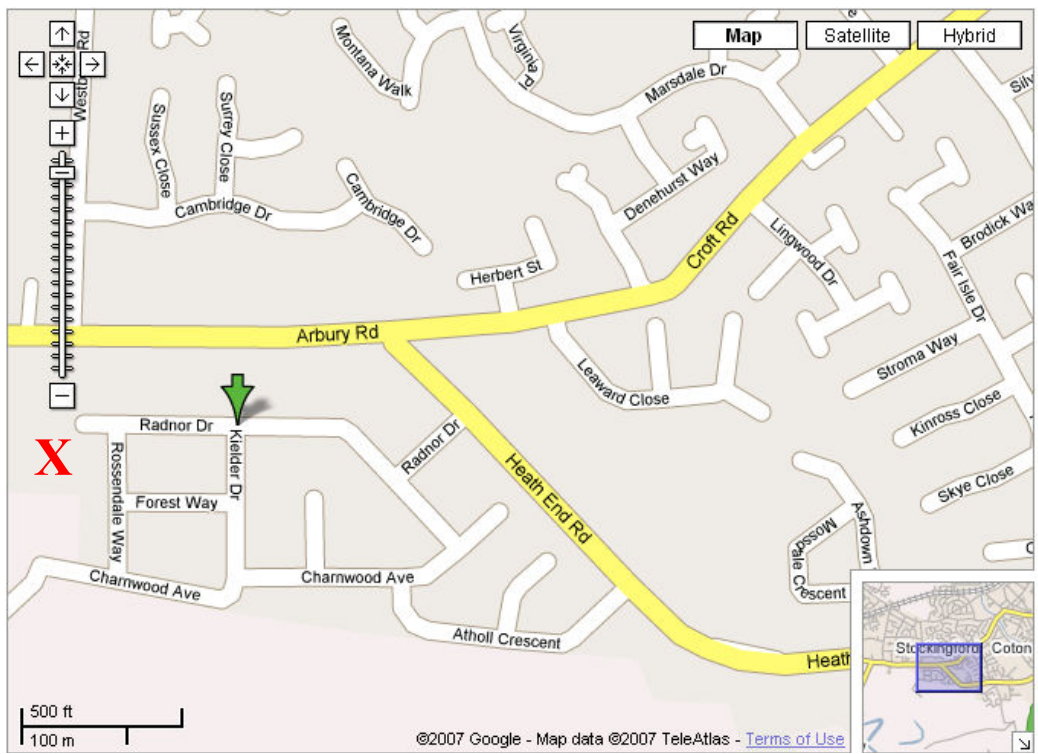 Map
Satellite
Hybrid
Virginia Pl
Montana Walk
Marsdale Dr
Sussex Close
Surrey Close
Denehurst Way
Cambridge Dr
Cambridge Dr
Brodick
Lingwood Dr
Croft Rd
Fair Isle Dr
Herbert St
Arbury Rd
Stroma Way
Leaward Close
Kinross Close
Radnor Dr
Kielder Dr
Radnor Dr
X
Rossendale Way
Heath End Rd
Skye Close
Forest Way
Ashdown
Mossdale Crescent
Charnwood Ave
Charnwood Ave
Atholl Crescent
Stockingford
Coton
Heath
500 ft
100 m
©2007 Google - Map data ©2007 TeleAtlas - Terms of Use